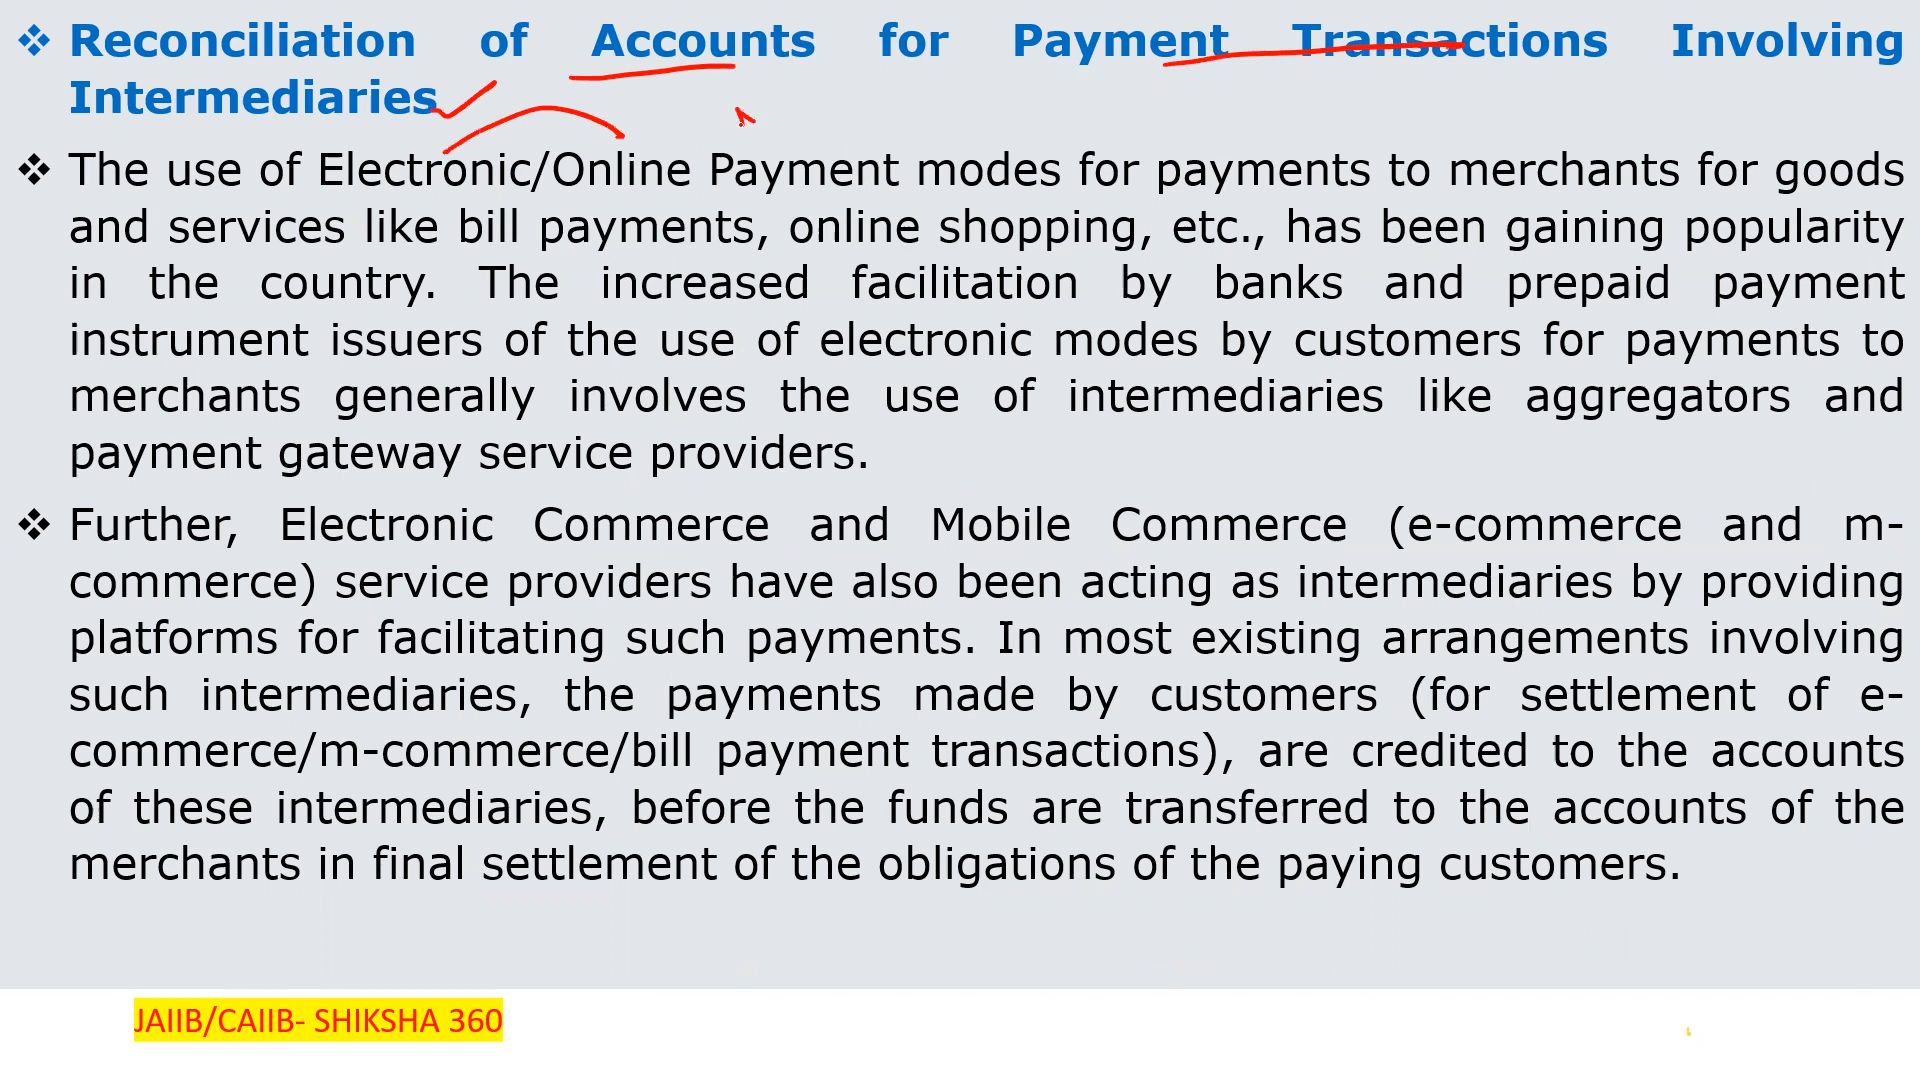 ❖ Reconciliation of Accounts for Payment Transactions Involving
Intermediaries
❖ The use of Electronic/Online Payment modes for payments to merchants for goods
and services like bill payments, online shopping, etc., has been gaining popularity
in the country. The increased facilitation by banks and prepaid payment
instrument issuers of the use of electronic modes by customers for payments to
merchants generally involves the use of intermediaries like aggregators and
payment gateway service providers.
❖ Further, Electronic Commerce and Mobile Commerce (e-commerce and m-
commerce) service providers have also been acting as intermediaries by providing
platforms for facilitating such payments. In most existing arrangements involving
such intermediaries, the payments made by customers (for settlement of e-
commerce/m-commerce/bill payment transactions), are credited to the accounts
of these intermediaries, before the funds are transferred to the accounts of the
merchants in final settlement of the obligations of the paying customers.
JAIIB/CAIIB- SHIKSHA 360